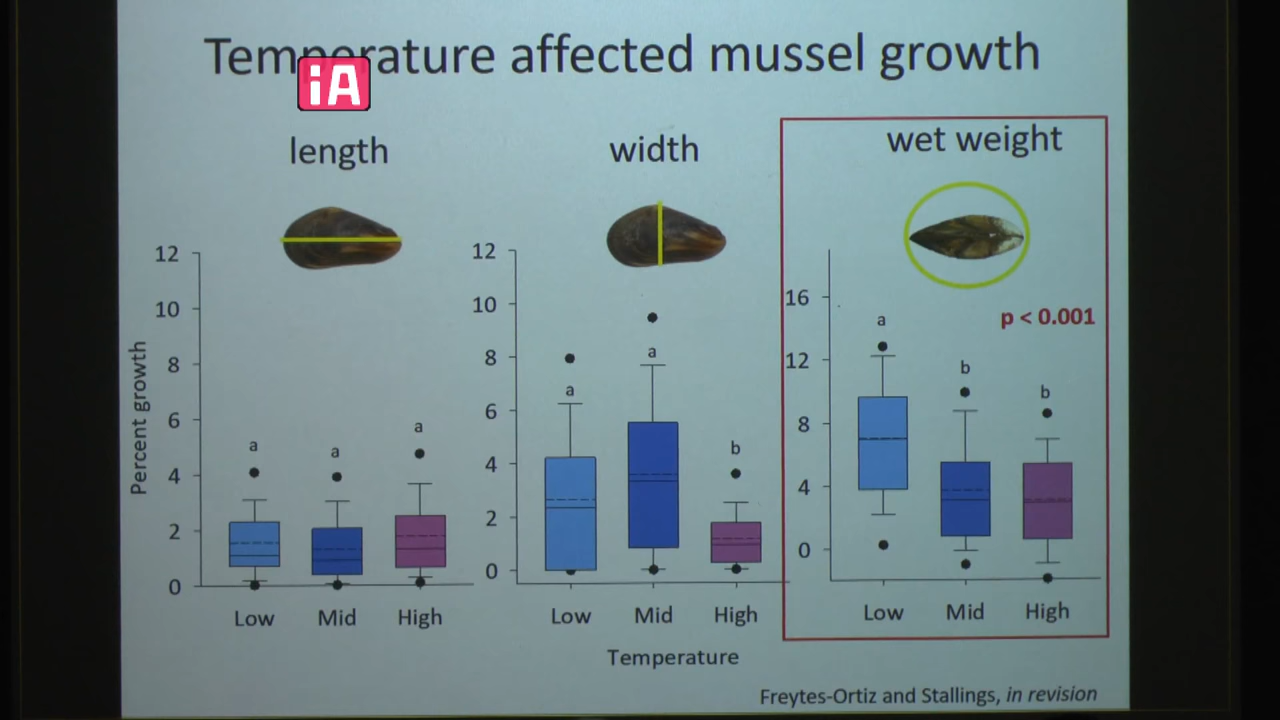 Temperature affected mussel growth
iA
length
width
wet weight
12
10
8
6
4
2
0
Percent growth
a
a
a
Low
Mid
High
12
10
8
6
4
2
0
a
a
b
Low
Mid
High
Temperature
16
12
8
4
0
p < 0.001
a
b
b
Low
Mid
High
Freytes-Ortiz and Stallings, in revision